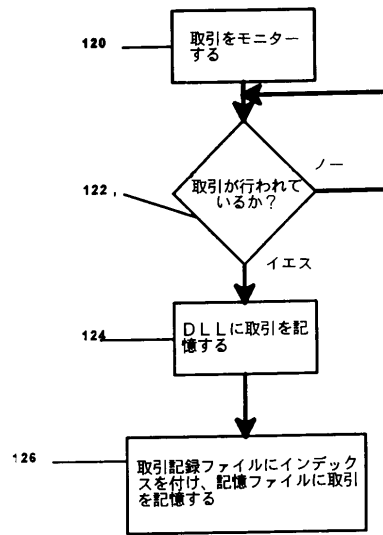 120
取引をモニター
する
122,
取引が行われて
いるか？
ノー
イエス
124
ＤＬＬに取引を記
憶する
126
取引記録ファイルにインデック
スを付け、記憶ファイルに取引
を記憶する